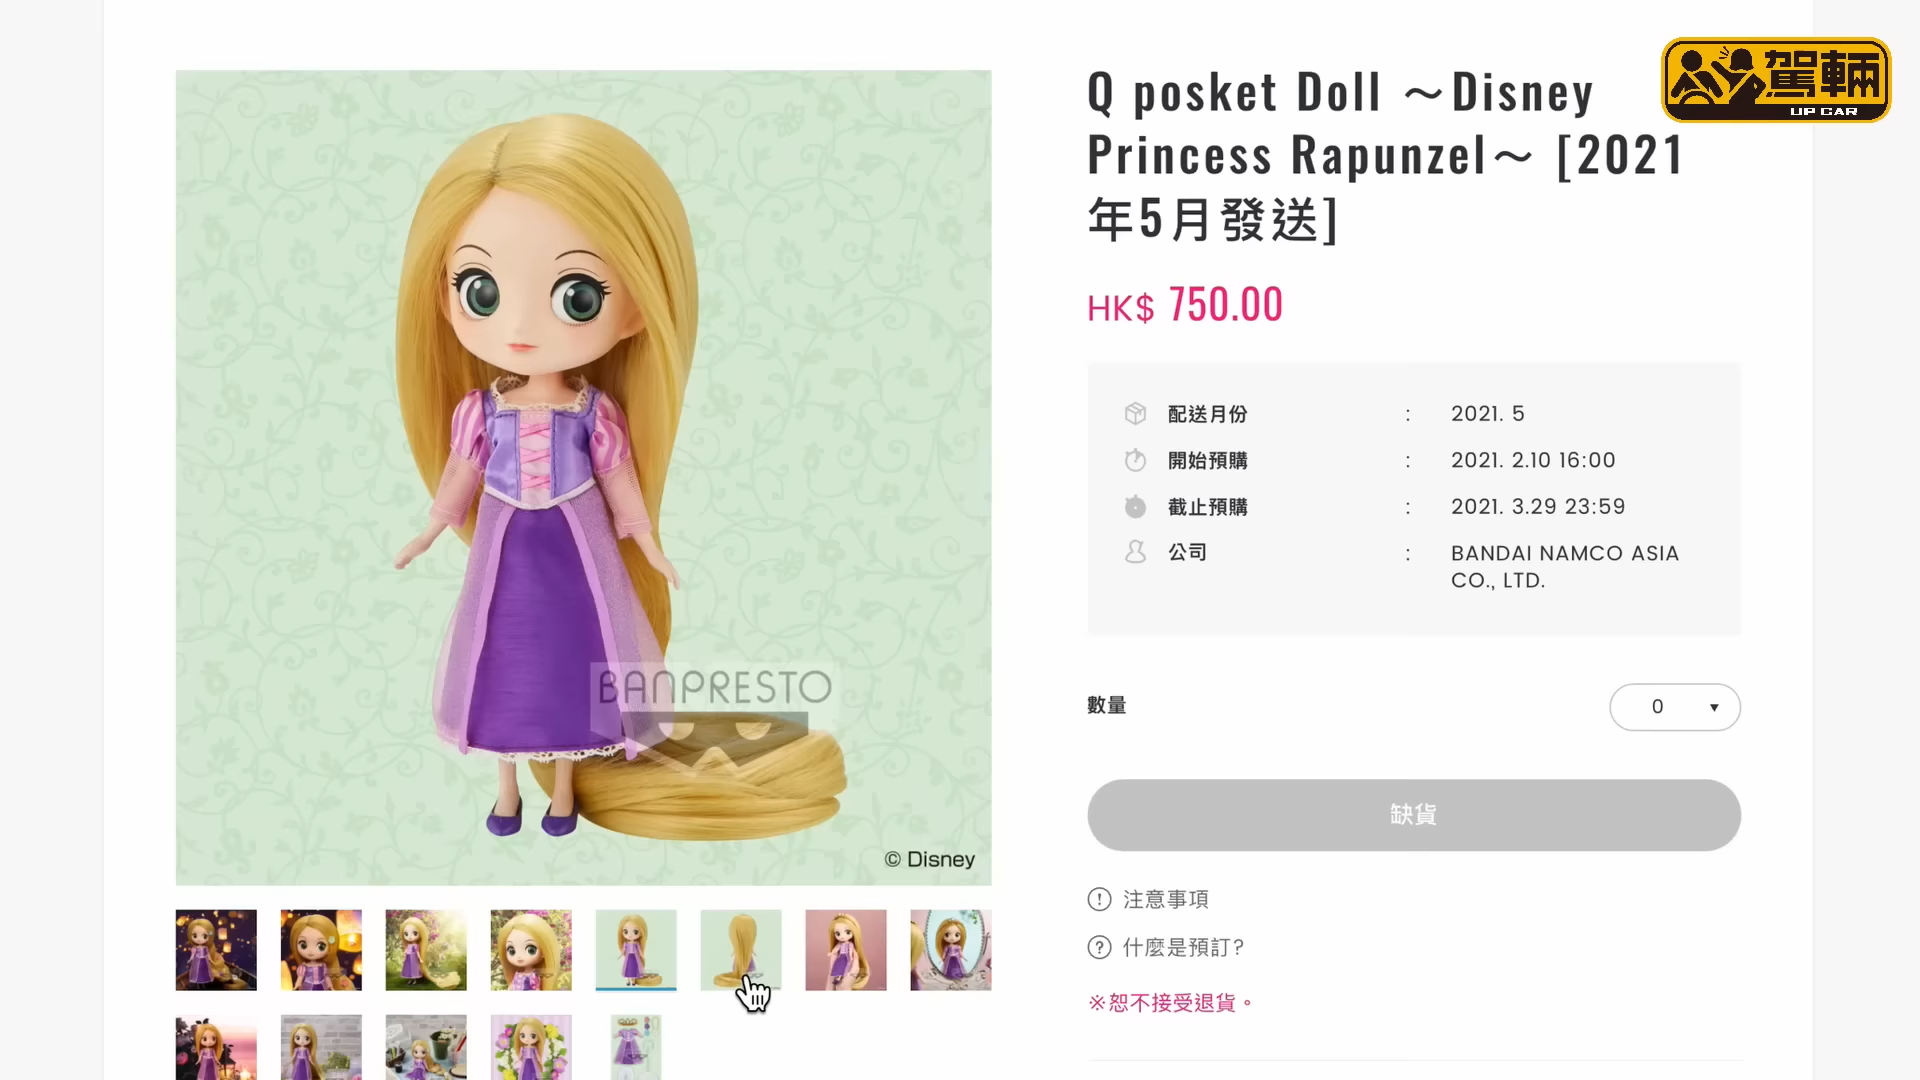 Q posket Doll ～Disney
Princess Rapunzel～ [2021
年5月發送]
駕輛
UP CAR
HK$ 750.00
配送月份 : 2021. 5
開始預購 : 2021. 2.10 16:00
截止預購 : 2021. 3.29 23:59
公司 : BANDAI NAMCO ASIA
CO., LTD.
BANPRESTO
© Disney
數量 0
缺貨
注意事項
什麼是預訂?
※恕不接受退貨。